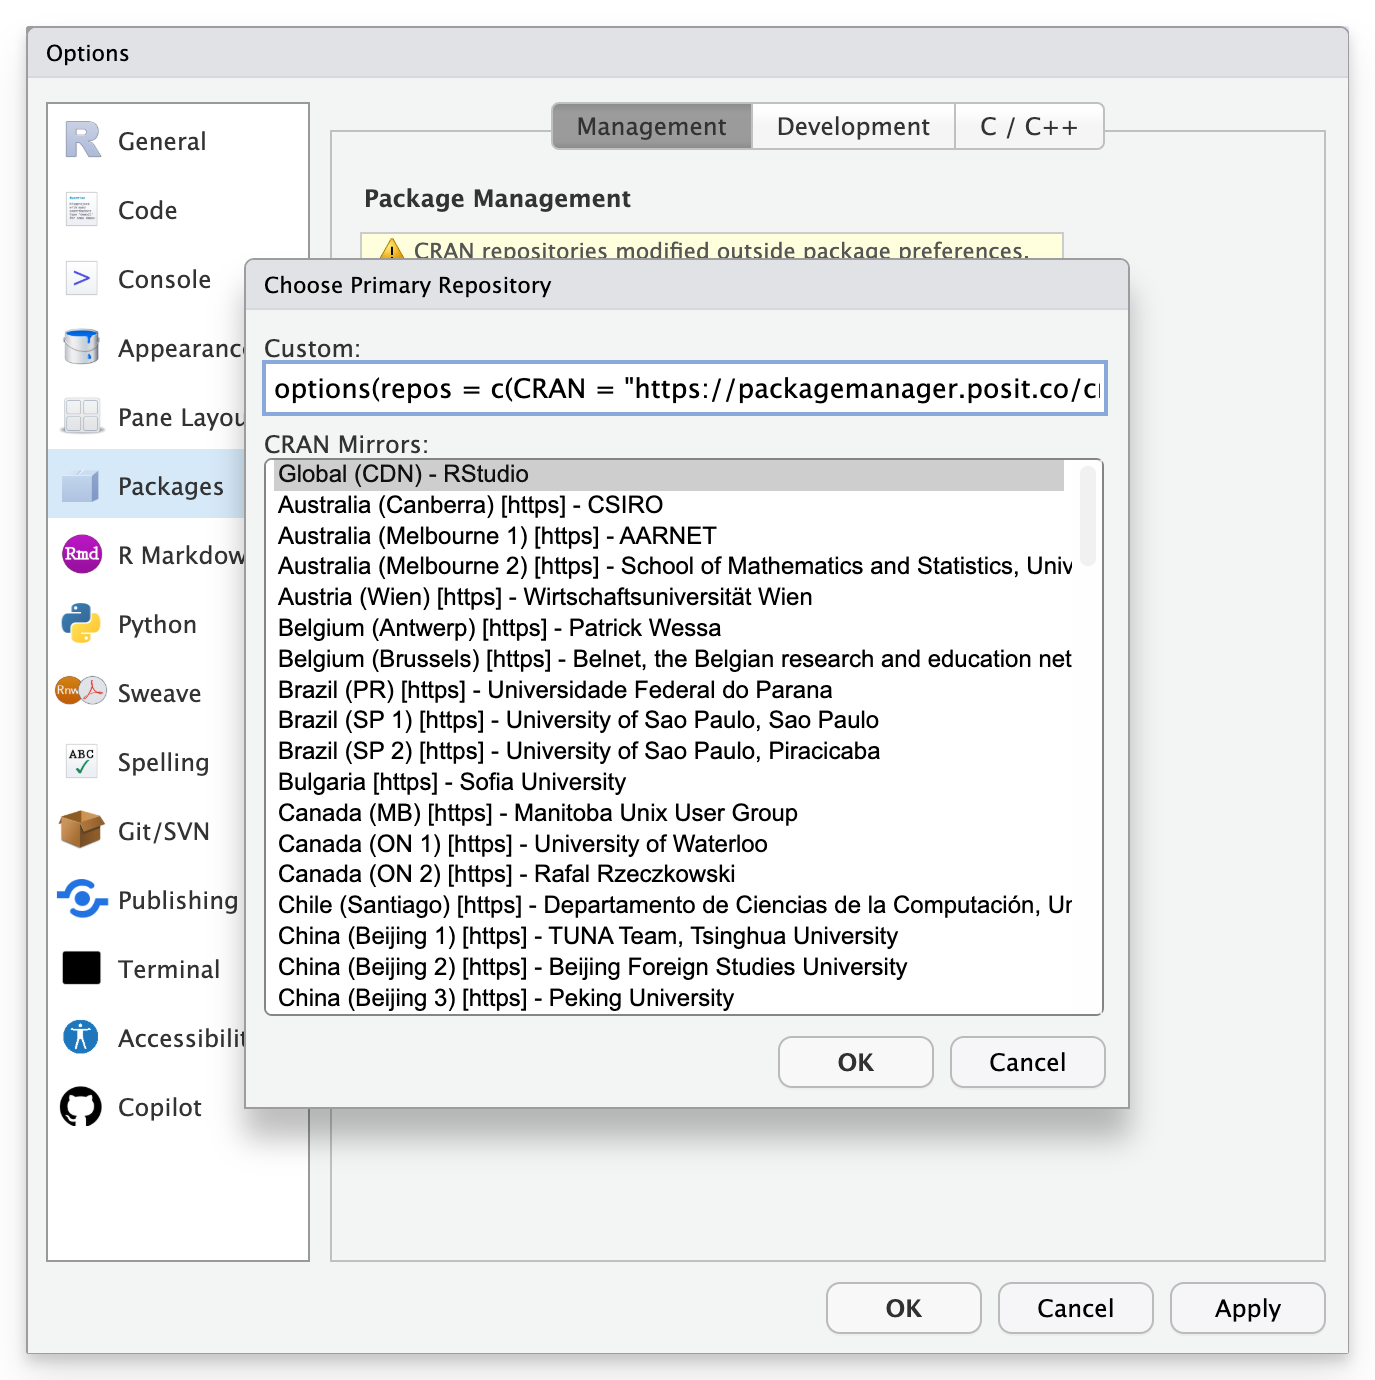 Options
General
Code
Console
Appearanc
Pane Layou
Packages
Rmd R Markdow
Python
Rnw Sweave
ABC Spelling
Git/SVN
Publishing
Terminal
Accessibilit
Copilot
Management Development C / C++
Package Management
CRAN repositories modified outside package preferences.
Choose Primary Repository
Custom:
options(repos = c(CRAN = "https://packagemanager.posit.co/c
CRAN Mirrors:
Global (CDN) - RStudio
Australia (Canberra) [https] - CSIRO
Australia (Melbourne 1) [https] - AARNET
Australia (Melbourne 2) [https] - School of Mathematics and Statistics, Univ
Austria (Wien) [https] - Wirtschaftsuniversität Wien
Belgium (Antwerp) [https] - Patrick Wessa
Belgium (Brussels) [https] - Belnet, the Belgian research and education net
Brazil (PR) [https] - Universidade Federal do Parana
Brazil (SP 1) [https] - University of Sao Paulo, Sao Paulo
Brazil (SP 2) [https] - University of Sao Paulo, Piracicaba
Bulgaria [https] - Sofia University
Canada (MB) [https] - Manitoba Unix User Group
Canada (ON 1) [https] - University of Waterloo
Canada (ON 2) [https] - Rafal Rzeczkowski
Chile (Santiago) [https] - Departamento de Ciencias de la Computación, Ur
China (Beijing 1) [https] - TUNA Team, Tsinghua University
China (Beijing 2) [https] - Beijing Foreign Studies University
China (Beijing 3) [https] - Peking University
OK Cancel
OK Cancel Apply